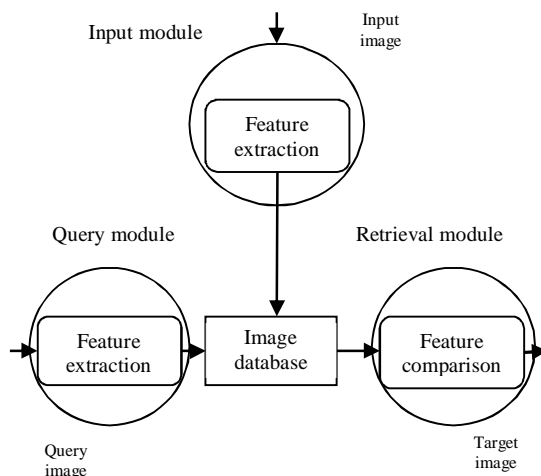 Input module
Input
image
Feature
extraction
Query module
Retrieval module
Feature
extraction
Image
database
Feature
comparison
Query
image
Target
image